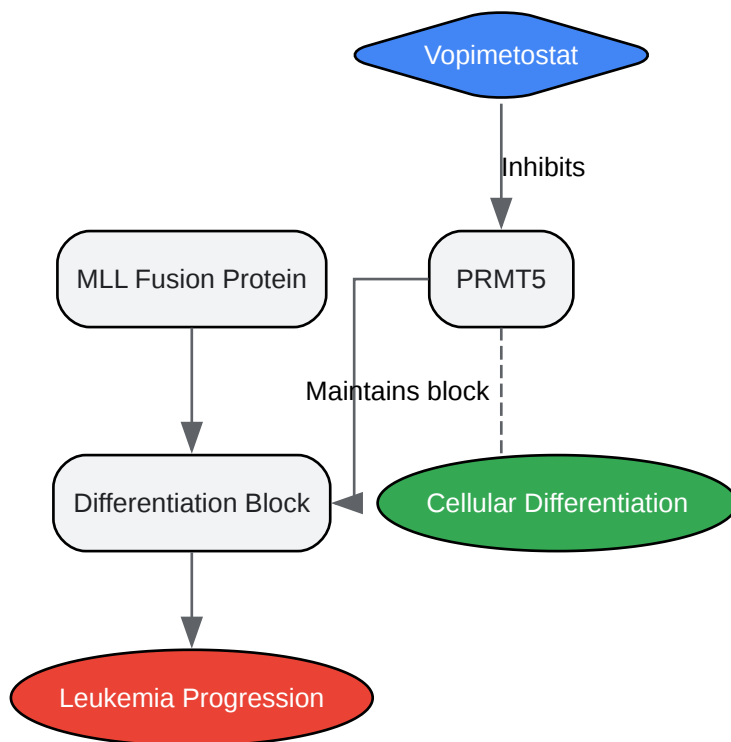 Vopimetostat
Inhibits
MLL Fusion Protein
PRMT5
Maintains block
Differentiation Block
Cellular Differentiation
Leukemia Progression